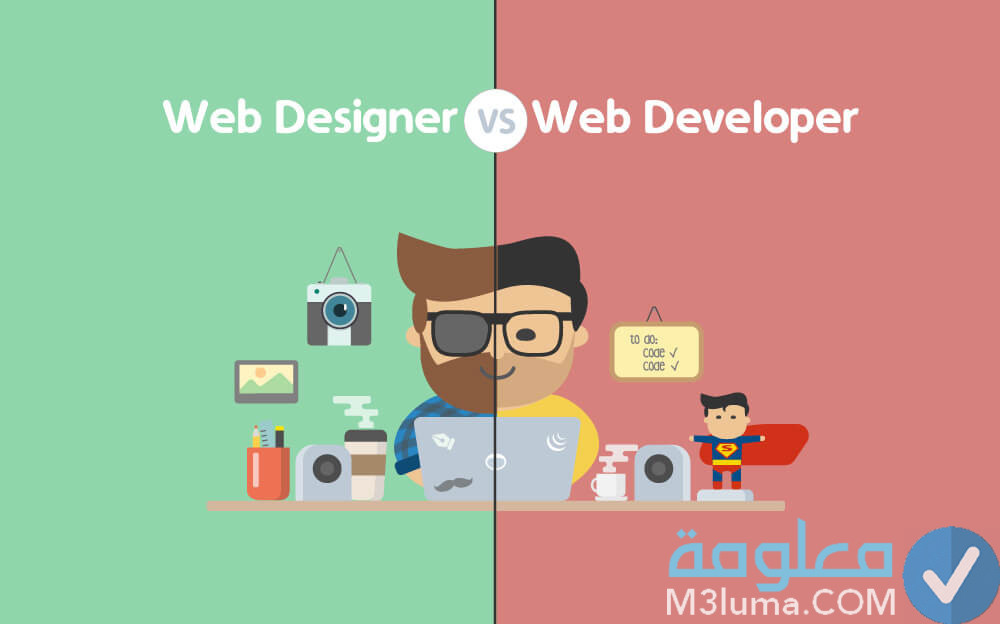 Web Designer vs Web Developer
to do:
code ✓
code ✓
S
معلومة
M3luma.COM